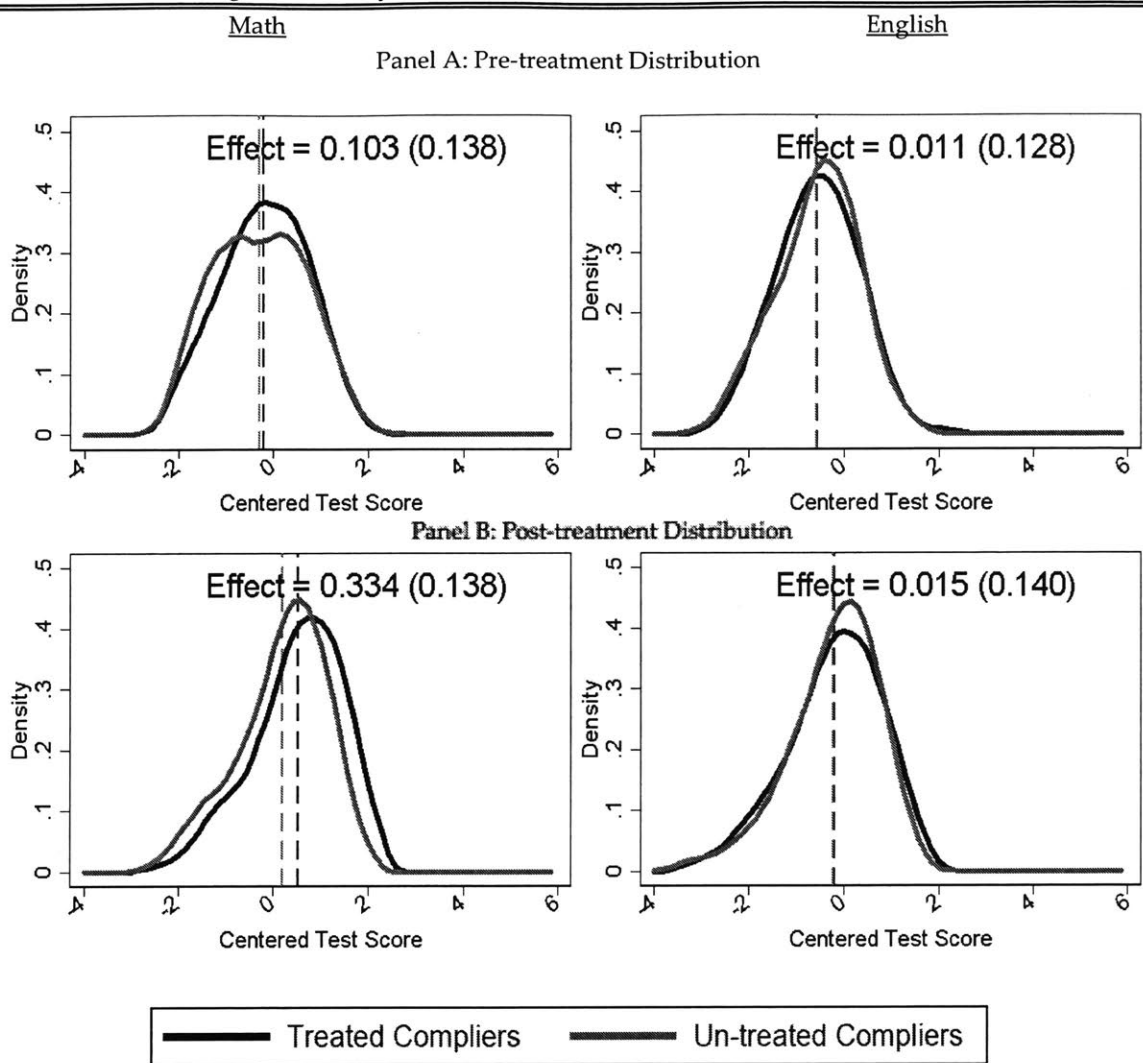 Math English
Panel A: Pre-treatment Distribution
Effect = 0.103 (0.138)
Density
0 .1 .2 .3 .4 .5
-4 -2 0 2 4 6
Centered Test Score
Effect = 0.011 (0.128)
Density
0 .1 .2 .3 .4 .5
-4 -2 0 2 4 6
Centered Test Score
Panel B: Post-treatment Distribution
Effect = 0.334 (0.138)
Density
0 .1 .2 .3 .4 .5
-4 -2 0 2 4 6
Centered Test Score
Effect = 0.015 (0.140)
Density
0 .1 .2 .3 .4 .5
-4 -2 0 2 4 6
Centered Test Score
Treated Compliers Un-treated Compliers